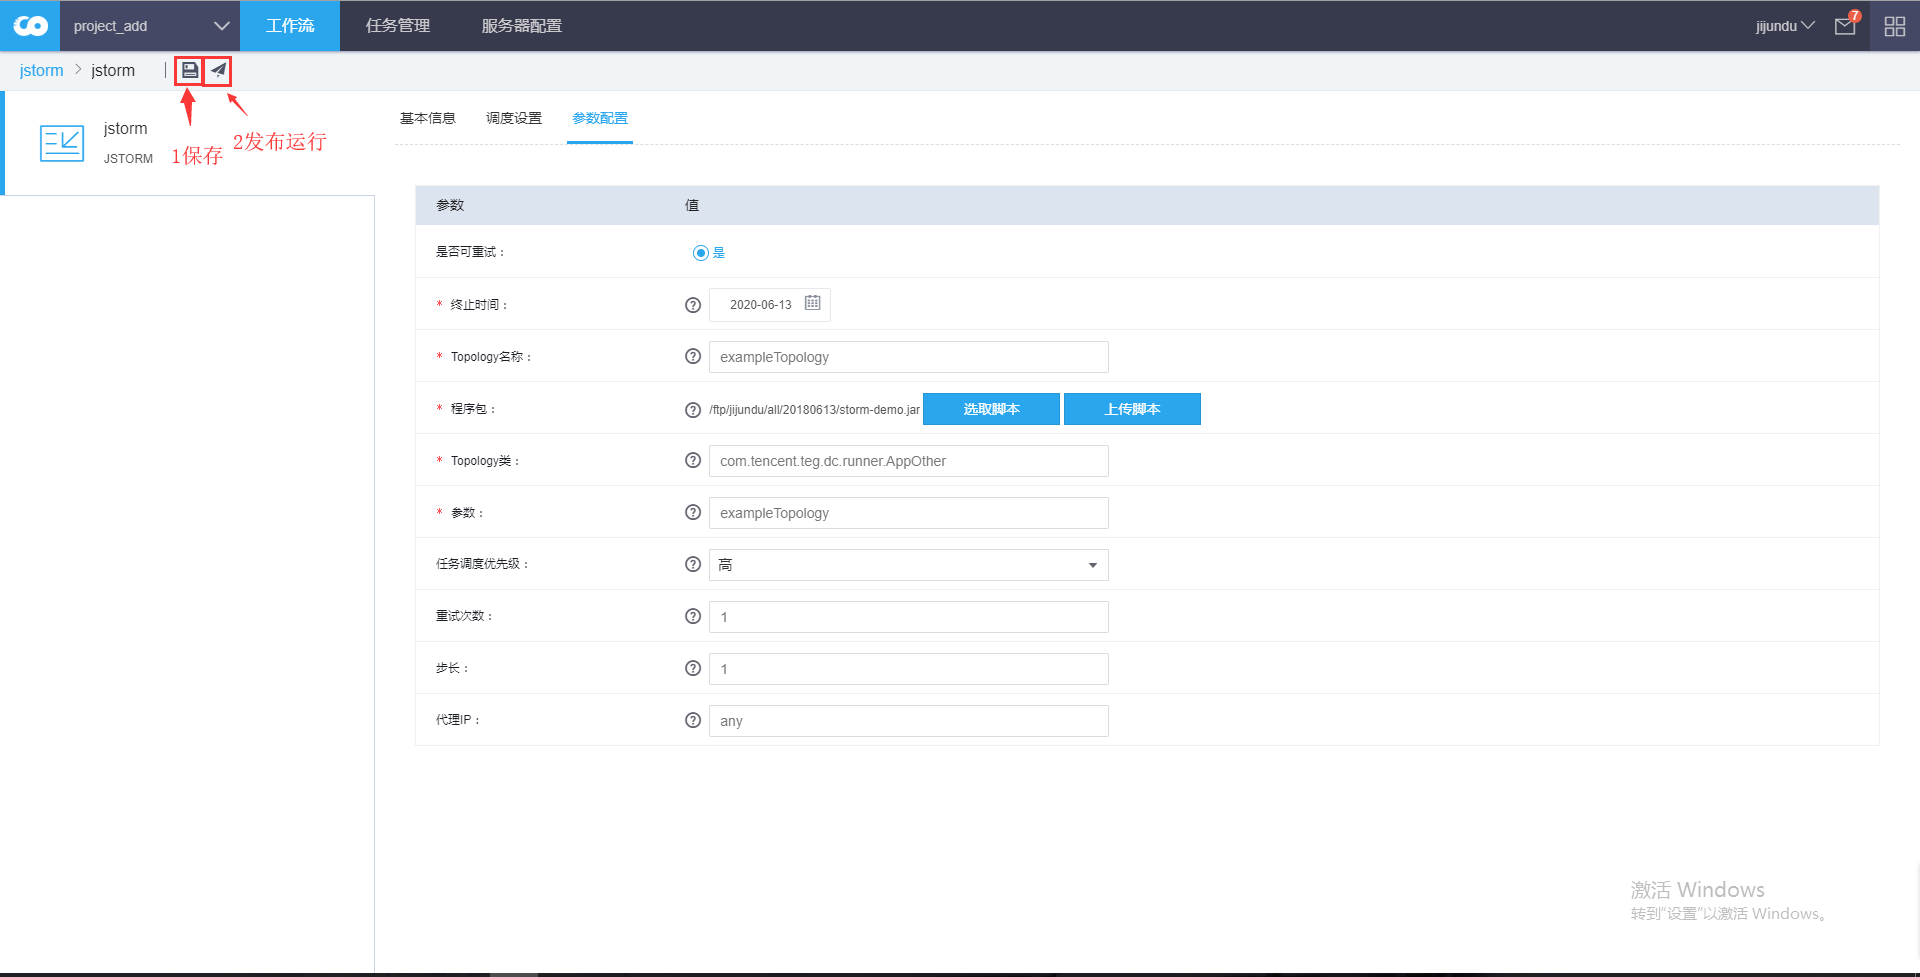 project_add
工作流
任务管理
服务器配置
jijundu
7
jstorm > jstorm
jstorm
JSTORM
1保存
2发布运行
基本信息
调度设置
参数配置
参数 值
是否可重试： 是
* 终止时间： ? 2020-06-13
* Topology名称： ? exampleTopology
* 程序包： ? /ftp/jijundu/all/20180613/storm-demo.jar 选取脚本 上传脚本
* Topology类： ? com.tencent.teg.dc.runner.AppOther
* 参数： ? exampleTopology
任务调度优先级： ? 高
重试次数： ? 1
步长： ? 1
代理IP： ? any
激活 Windows
转到"设置"以激活 Windows。